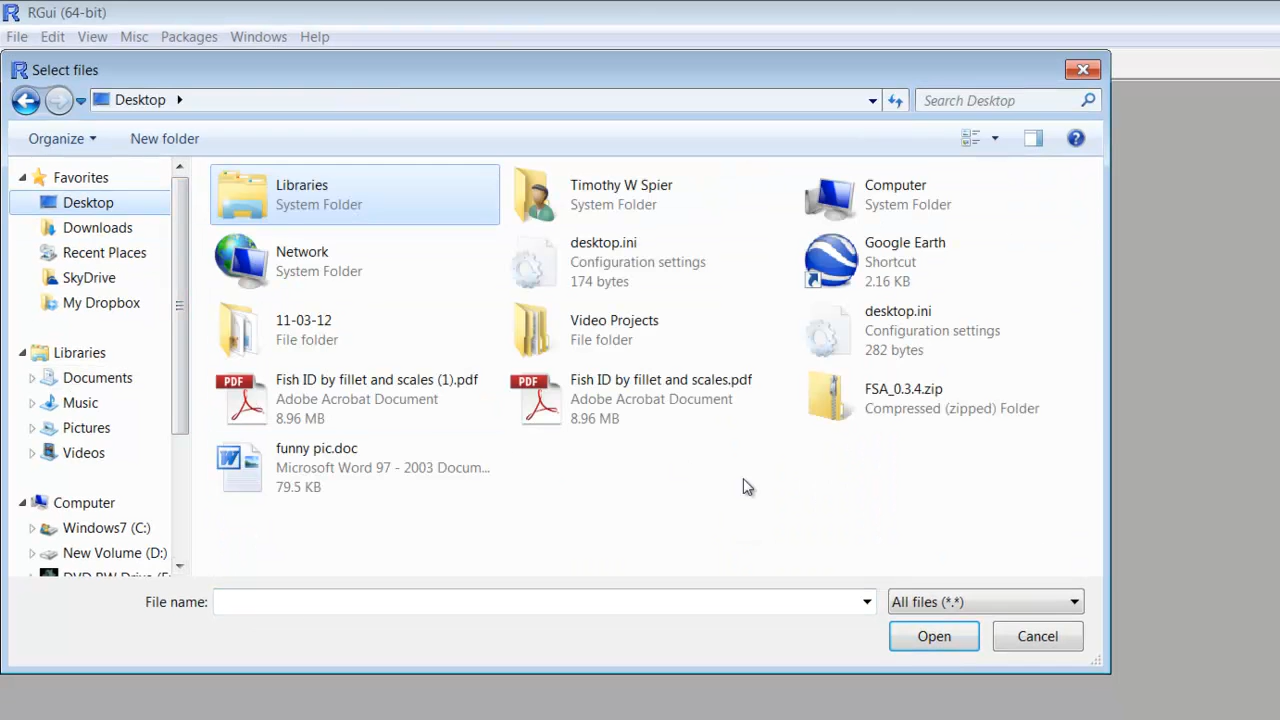 RGui (64-bit)
File Edit View Misc Packages Windows Help
Select files
Desktop
Search Desktop
Organize New folder
Favorites
Desktop
Downloads
Recent Places
SkyDrive
My Dropbox
Libraries
Documents
Music
Pictures
Videos
Computer
Windows7 (C:)
New Volume (D:)
Libraries
System Folder
Timothy W Spier
System Folder
Computer
System Folder
Network
System Folder
desktop.ini
Configuration settings
174 bytes
Google Earth
Shortcut
2.16 KB
11-03-12
File folder
Video Projects
File folder
desktop.ini
Configuration settings
282 bytes
PDF
Fish ID by fillet and scales (1).pdf
Adobe Acrobat Document
8.96 MB
PDF
Fish ID by fillet and scales.pdf
Adobe Acrobat Document
8.96 MB
FSA_0.3.4.zip
Compressed (zipped) Folder
funny pic.doc
Microsoft Word 97 - 2003 Docum...
79.5 KB
File name:
All files (*.*)
Open Cancel